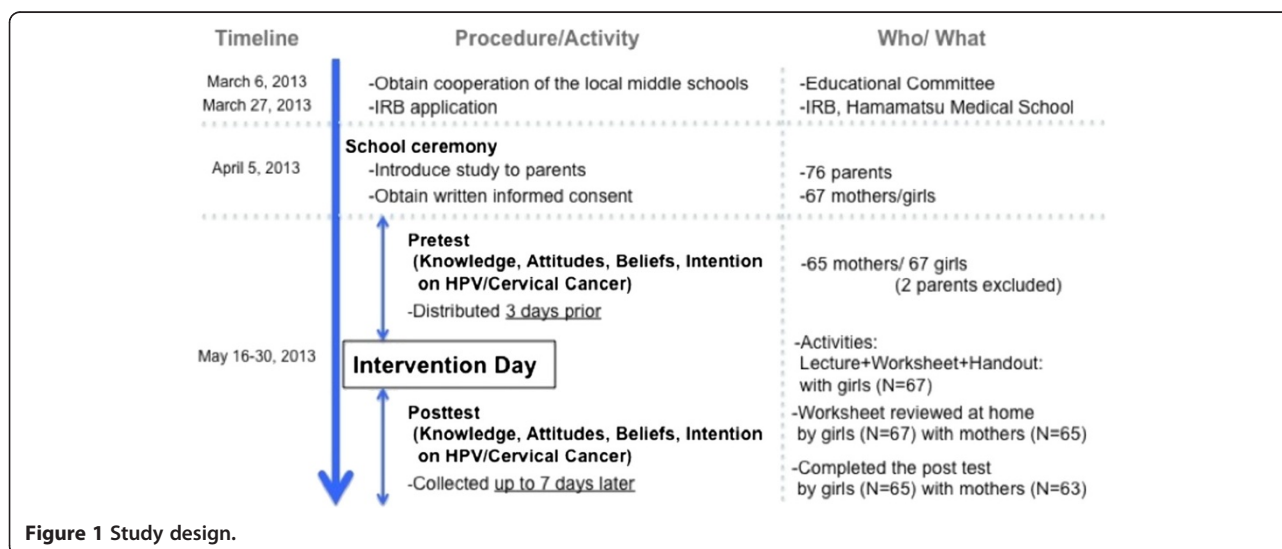 Timeline Procedure/Activity Who/ What
March 6, 2013 -Obtain cooperation of the local middle schools -Educational Committee
March 27, 2013 -IRB application -IRB, Hamamatsu Medical School
School ceremony
April 5, 2013 -Introduce study to parents -76 parents
-Obtain written informed consent -67 mothers/girls
Pretest
(Knowledge, Attitudes, Beliefs, Intention
on HPV/Cervical Cancer)
-Distributed 3 days prior
-65 mothers/ 67 girls
(2 parents excluded)
May 16-30, 2013 Intervention Day
-Activities:
Lecture+Worksheet+Handout:
with girls (N=67)
Posttest
(Knowledge, Attitudes, Beliefs, Intention
on HPV/Cervical Cancer)
-Collected up to 7 days later
-Worksheet reviewed at home
by girls (N=67) with mothers (N=65)
-Completed the post test
by girls (N=65) with mothers (N=63)
Figure 1 Study design.